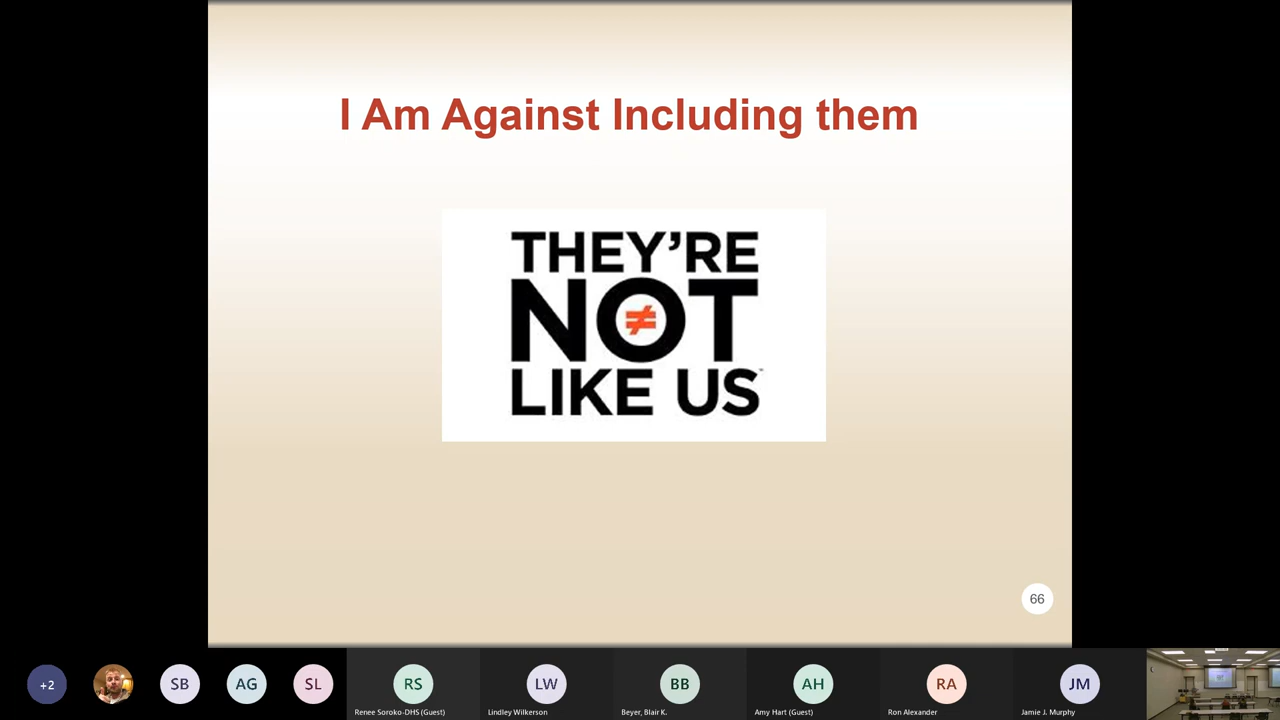 I Am Against Including them
THEY'RE
NOT
LIKE US
66
+2
SB
AG
SL
RS
LW
BB
AH
RA
JM
Renee Soroko-DHS (Guest)
Lindley Wilkerson
Beyer, Blair K.
Amy Hart (Guest)
Ron Alexander
Jamie J. Murphy